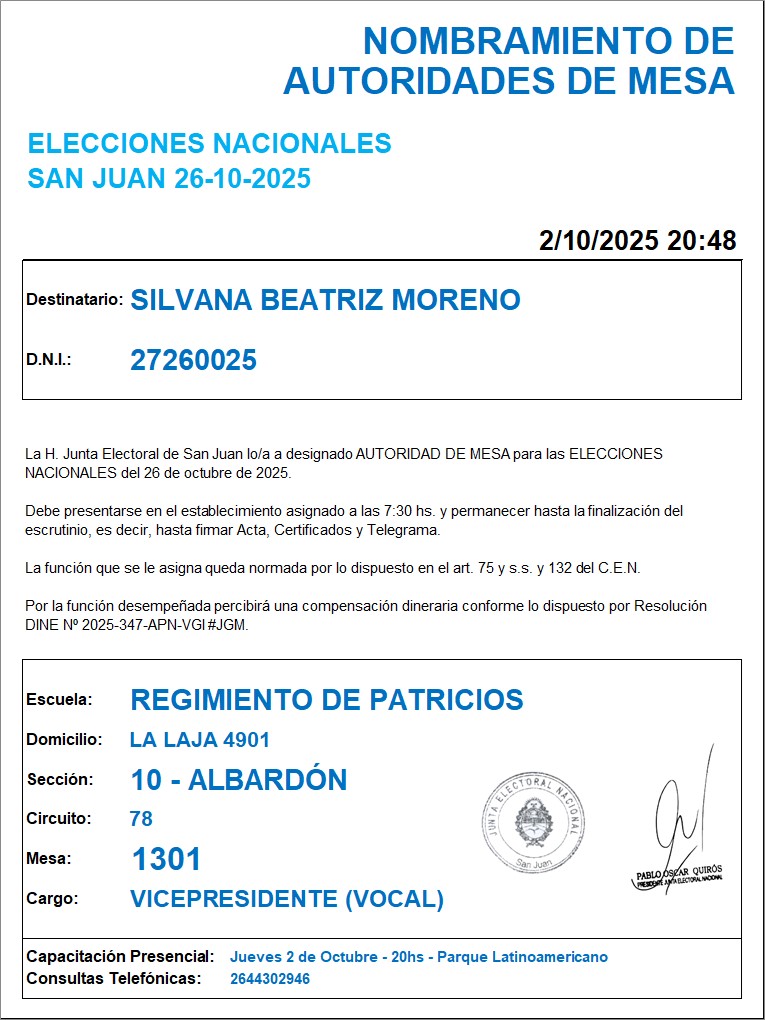 NOMBRAMIENTO DE
AUTORIDADES DE MESA
ELECCIONES NACIONALES
SAN JUAN 26-10-2025
2/10/2025 20:48
Destinatario: SILVANA BEATRIZ MORENO
D.N.I.: 27260025
La H. Junta Electoral de San Juan lo/a a designado AUTORIDAD DE MESA para las ELECCIONES
NACIONALES del 26 de octubre de 2025.
Debe presentarse en el establecimiento asignado a las 7:30 hs. y permanecer hasta la finalización del
escrutinio, es decir, hasta firmar Acta, Certificados y Telegrama.
La función que se le asigna queda normada por lo dispuesto en el art. 75 y s.s. y 132 del C.E.N.
Por la función desempeñada percibirá una compensación dineraria conforme lo dispuesto por Resolución
DINE Nº 2025-347-APN-VGI#JGM.
Escuela: REGIMIENTO DE PATRICIOS
Domicilio: LA LAJA 4901
Sección: 10 - ALBARDÓN
Circuito: 78
Mesa: 1301
Cargo: VICEPRESIDENTE (VOCAL)
JUNTA ELECTORAL NACIONAL
San Juan
PABLO OSCAR QUIRÓS
PRESIDENTE JUNTA ELECTORAL NACIONAL
Capacitación Presencial: Jueves 2 de Octubre - 20hs - Parque Latinoamericano
Consultas Telefónicas: 2644302946